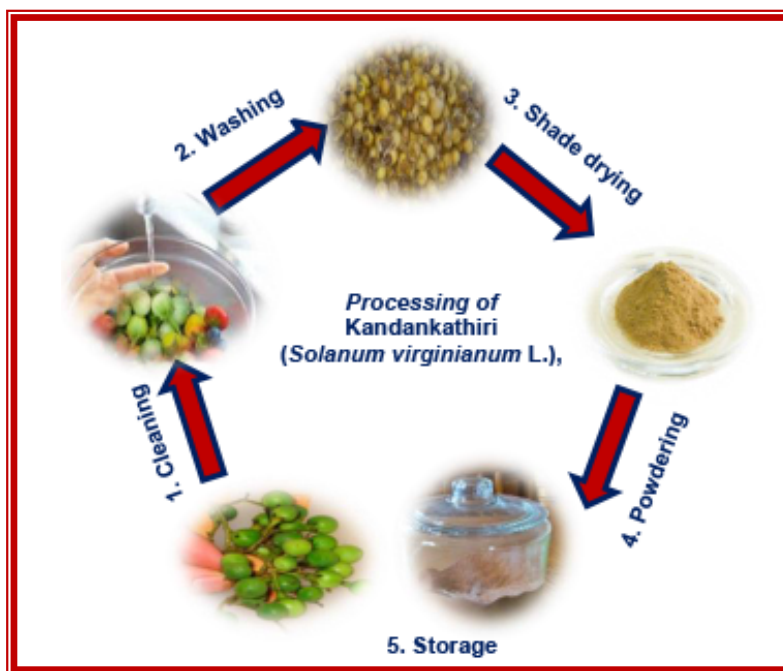 2. Washing
3. Shade drying
Processing of
Kandankathiri
(Solanum virginianum L.),
1. Cleaning
4. Powdering
5. Storage